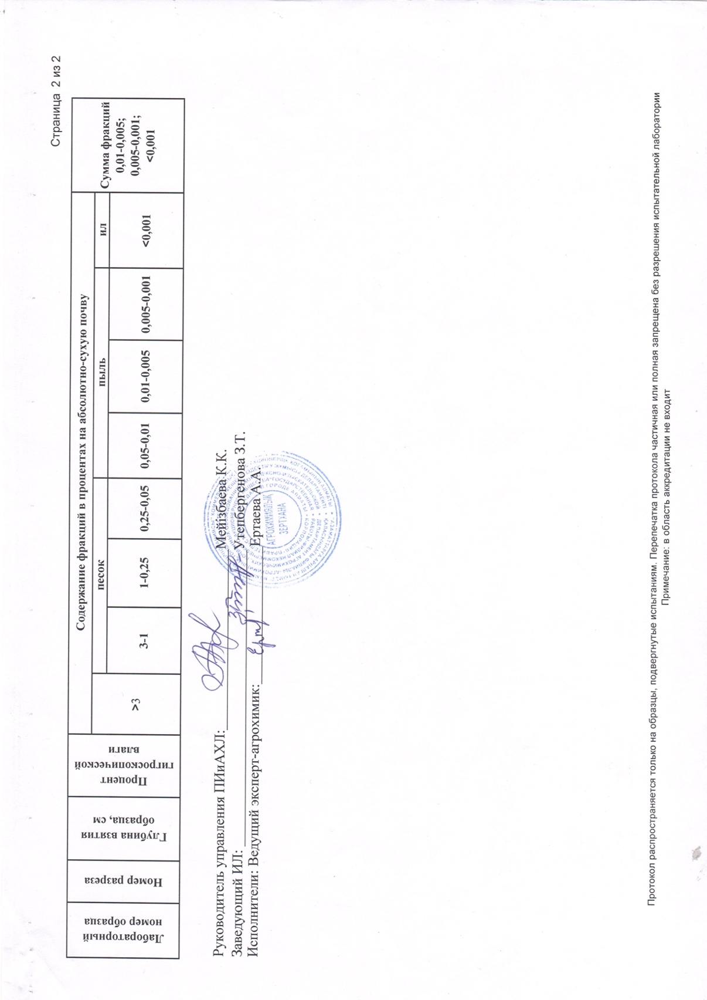 Страница 2 из 2
Лабораторный
номер образца
Номер разреза
Глубина взятия
образца, см
Процент
гигроскопической
влаги
Содержание фракций в процентах на абсолютно-сухую почву
>3
песок
пыль
ил
3-1
1-0,25
0,25-0,05
0,05-0,01
0,01-0,005
0,005-0,001
<0,001
Сумма фракций
0,01-0,005;
0,005-0,001;
<0,001
Руководитель управления ПИиАХЛ: Мейізбаева К.К.
Заведующий ИЛ: Утепбергенова З.Т.
Исполнители: Ведущий эксперт-агрохимик: Ертаева А.А.
АГРОХИМИЯЛЫҚ
ЗЕРТХАНА
Протокол распространяется только на образцы, подвергнутые испытаниям. Перепечатка протокола частичная или полная запрещена без разрешения испытательной лаборатории
Примечание: в область аккредитации не входит